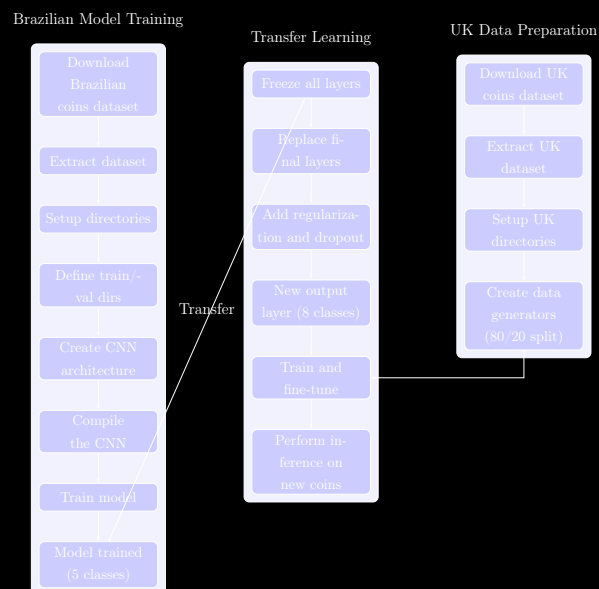 Brazilian Model Training
Download
Brazilian
coins dataset
Extract dataset
Setup directories
Define train/-
val dirs
Create CNN
architecture
Compile
the CNN
Train model
Model trained
(5 classes)
Transfer
Transfer Learning
Freeze all layers
Replace fi-
nal layers
Add regulariza-
tion and dropout
New output
layer (8 classes)
Train and
fine-tune
Perform in-
ference on
new coins
UK Data Preparation
Download UK
coins dataset
Extract UK
dataset
Setup UK
directories
Create data
generators
(80/20 split)